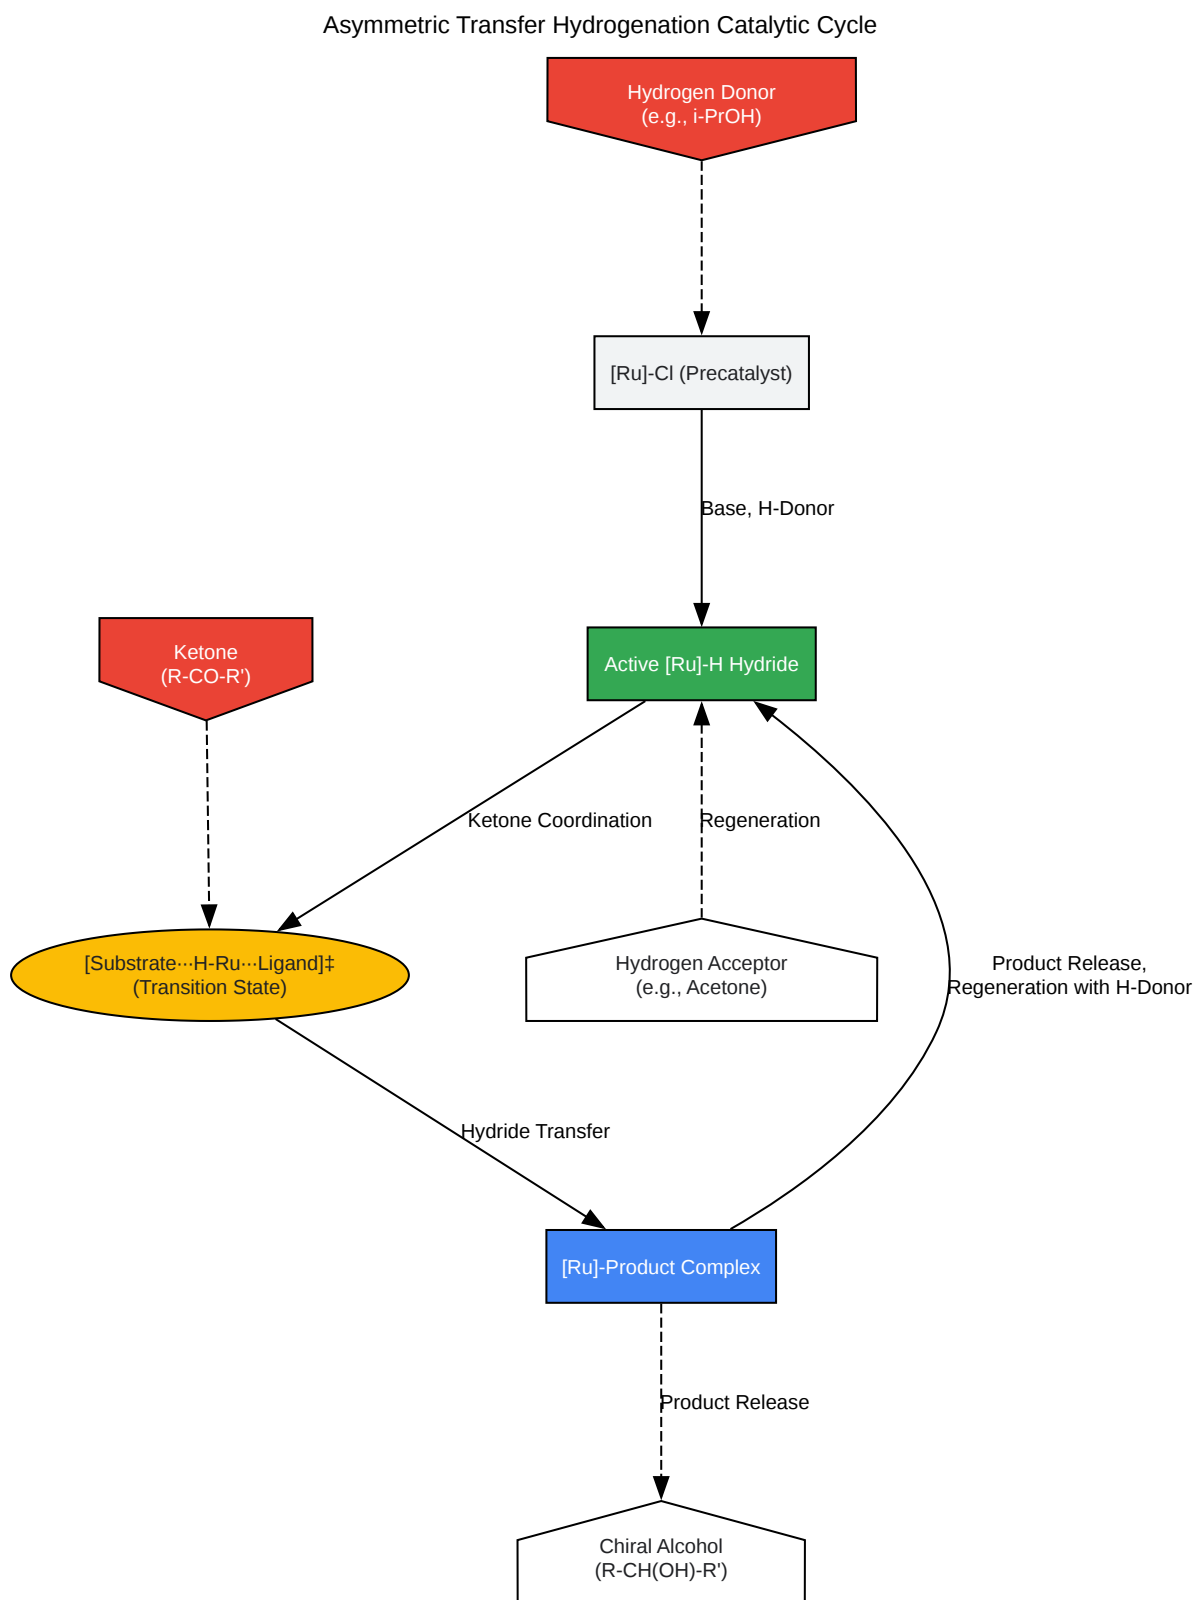 Asymmetric Transfer Hydrogenation Catalytic Cycle
Hydrogen Donor
(e.g., i-PrOH)
[Ru]-Cl (Precatalyst)
Base, H-Donor
Ketone
(R-CO-R')
Active [Ru]-H Hydride
Ketone Coordination
Regeneration
[Substrate···H-Ru···Ligand]‡
(Transition State)
Hydrogen Acceptor
(e.g., Acetone)
Product Release,
Regeneration with H-Donor
Hydride Transfer
[Ru]-Product Complex
Product Release
Chiral Alcohol
(R-CH(OH)-R')